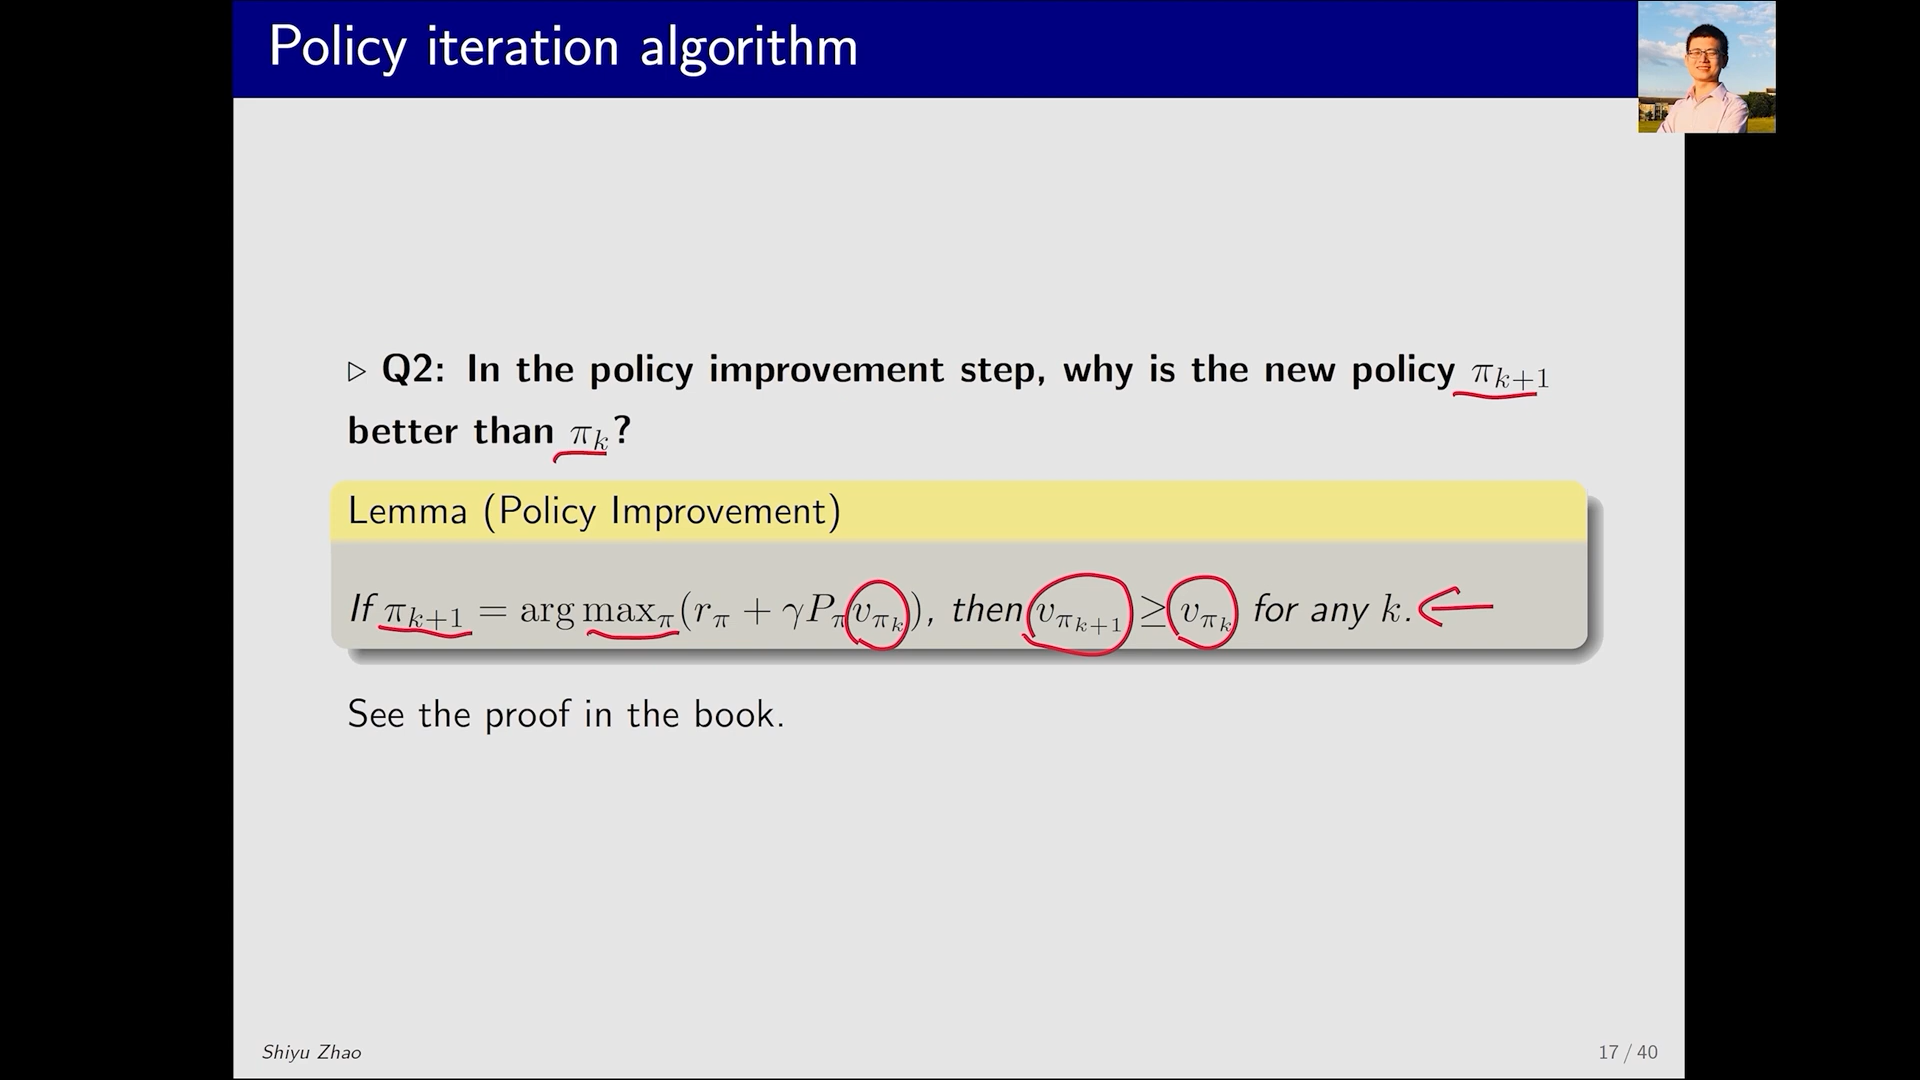 Policy iteration algorithm
▷ Q2: In the policy improvement step, why is the new policy π_{k+1}
better than π_k?
Lemma (Policy Improvement)
If π_{k+1} = arg max_π(r_π + γP_π v_{π_k}), then v_{π_{k+1}} ≥ v_{π_k} for any k.
See the proof in the book.
Shiyu Zhao
17 / 40